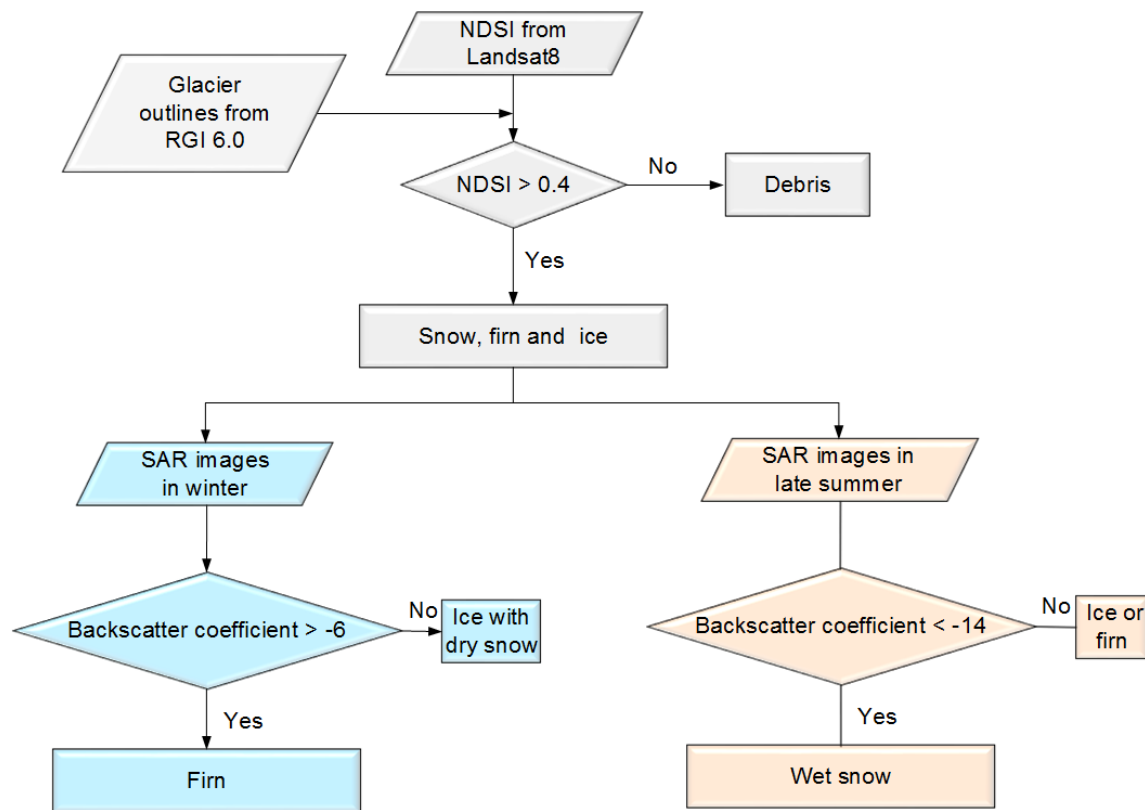 NDSI from
Landsat8
Glacier
outlines from
RGI 6.0
NDSI > 0.4
No
Debris
Yes
Snow, firn and ice
SAR images
in winter
SAR images in
late summer
Backscatter coefficient > -6
No
Ice with
dry snow
Backscatter coefficient < -14
No
Ice or
firn
Yes
Yes
Firn
Wet snow